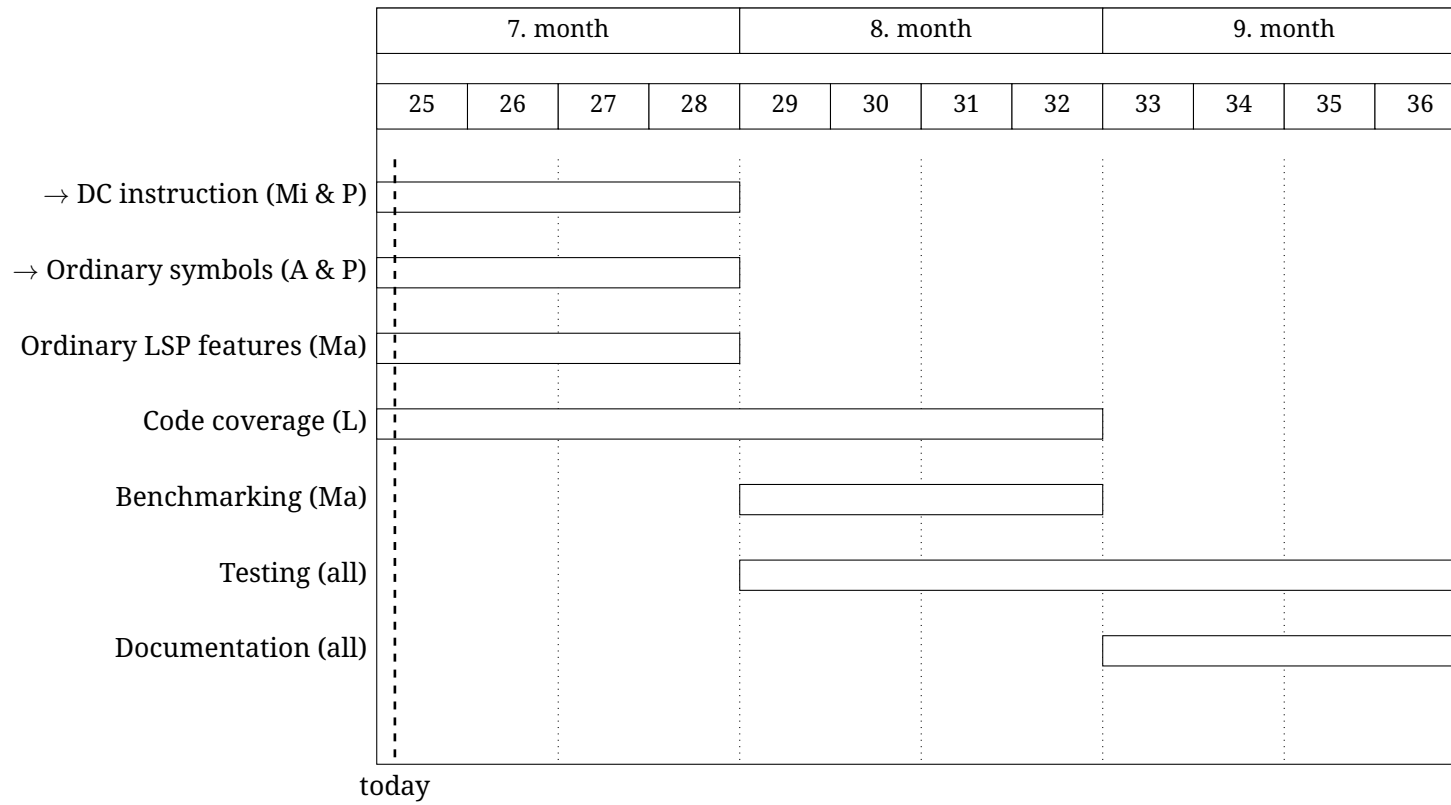 7. month 8. month 9. month
25 26 27 28 29 30 31 32 33 34 35 36
→ DC instruction (Mi & P)
→ Ordinary symbols (A & P)
Ordinary LSP features (Ma)
Code coverage (L)
Benchmarking (Ma)
Testing (all)
Documentation (all)
today